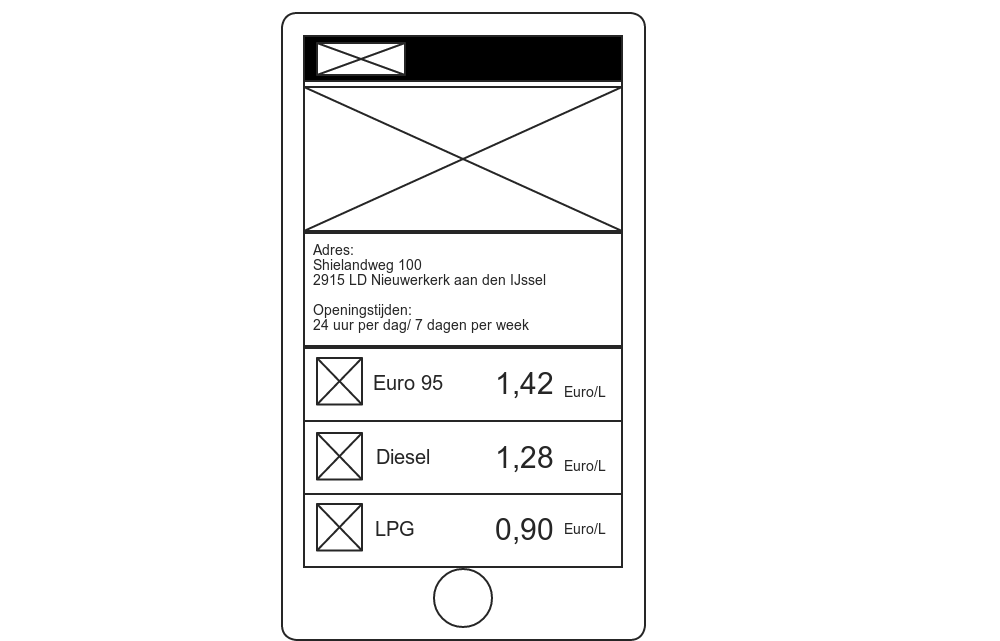 Adres:
Shielandweg 100
2915 LD Nieuwerkerk aan den IJssel
Openingstijden:
24 uur per dag/ 7 dagen per week
Euro 95 1,42 Euro/L
Diesel 1,28 Euro/L
LPG 0,90 Euro/L